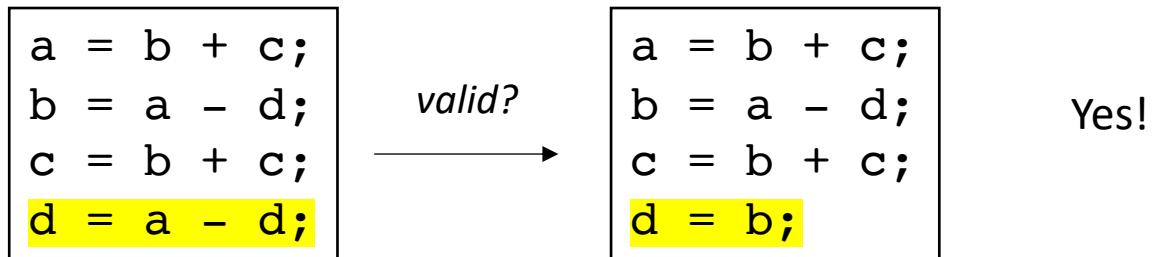 a = b + c;
b = a - d;
c = b + c;
d = a - d;
valid?
a = b + c;
b = a - d;
c = b + c;
d = b;
Yes!